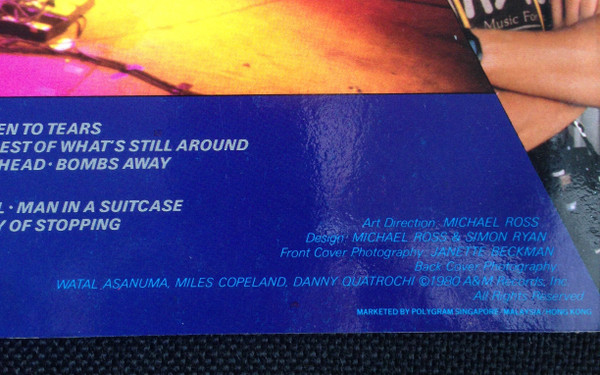 Music Fo
EN TO TEARS
EST OF WHAT'S STILL AROUND
HEAD · BOMBS AWAY
L · MAN IN A SUITCASE
Y OF STOPPING
Art Direction: MICHAEL ROSS
Design: MICHAEL ROSS & SIMON RYAN
Front Cover Photography: JANETTE BECKMAN
Back Cover Photography:
WATAL ASANUMA, MILES COPELAND, DANNY QUATROCHI ©1980 A&M Records, Inc.
All Rights Reserved
MARKETED BY POLYGRAM SINGAPORE/MALAYSIA/HONG KONG